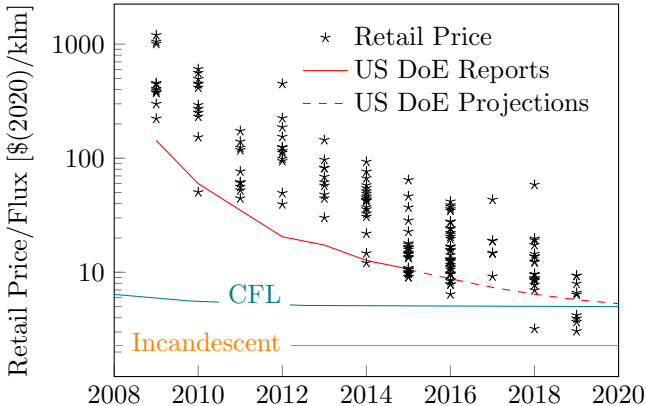 Retail Price/Flux [$(2020)/klm]
1000
100
10
Retail Price
US DoE Reports
US DoE Projections
CFL
Incandescent
2008 2010 2012 2014 2016 2018 2020